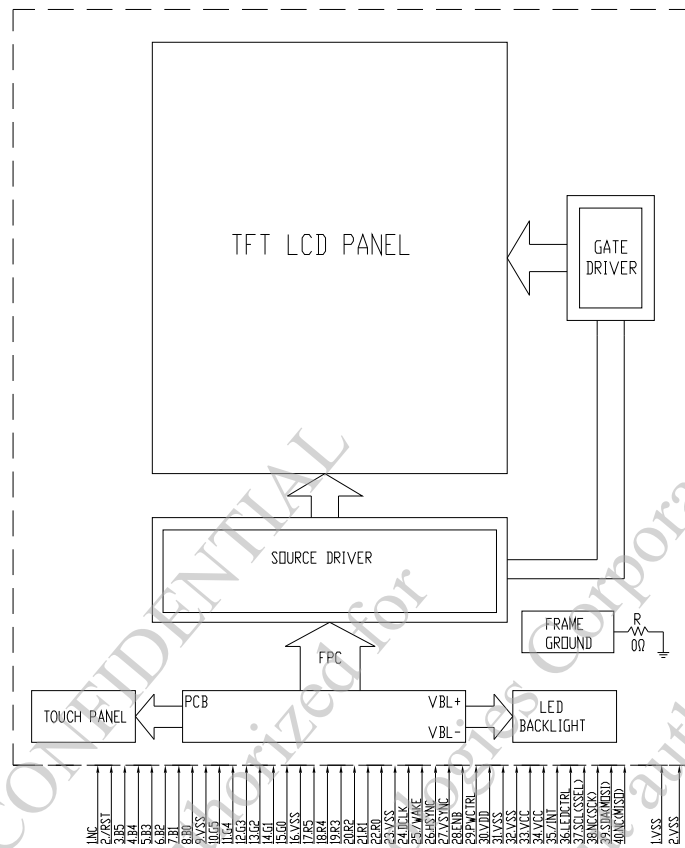 TFT LCD PANEL
GATE
DRIVER
SOURCE DRIVER
FRAME
GROUND
R
0Ω
FPC
TOUCH PANEL
PCB
VBL+
VBL-
LED
BACKLIGHT
1.NC
2./RST
3.B5
4.B4
5.B3
6.B2
7.B1
8.B0
9.VSS
10.G5
11.G4
12.G3
13.G2
14.G1
15.G0
16.VSS
17.R5
18.R4
19.R3
20.R2
21.R1
22.R0
23.VSS
24.DCLK
25./WAKE
26.HSYNC
27.VSYNC
28.ENB
29.PWCTRL
30.VDD
31.VSS
32.VSS
33.VCC
34.VCC
35./INT
36.LEDCTRL
37.SCL(SSEL)
38.NC(SCK)
39.SDA(MOSI)
40.NC(MISO)
1.VSS
2.VSS
CONFIDENTIAL
authorized for
Corpora